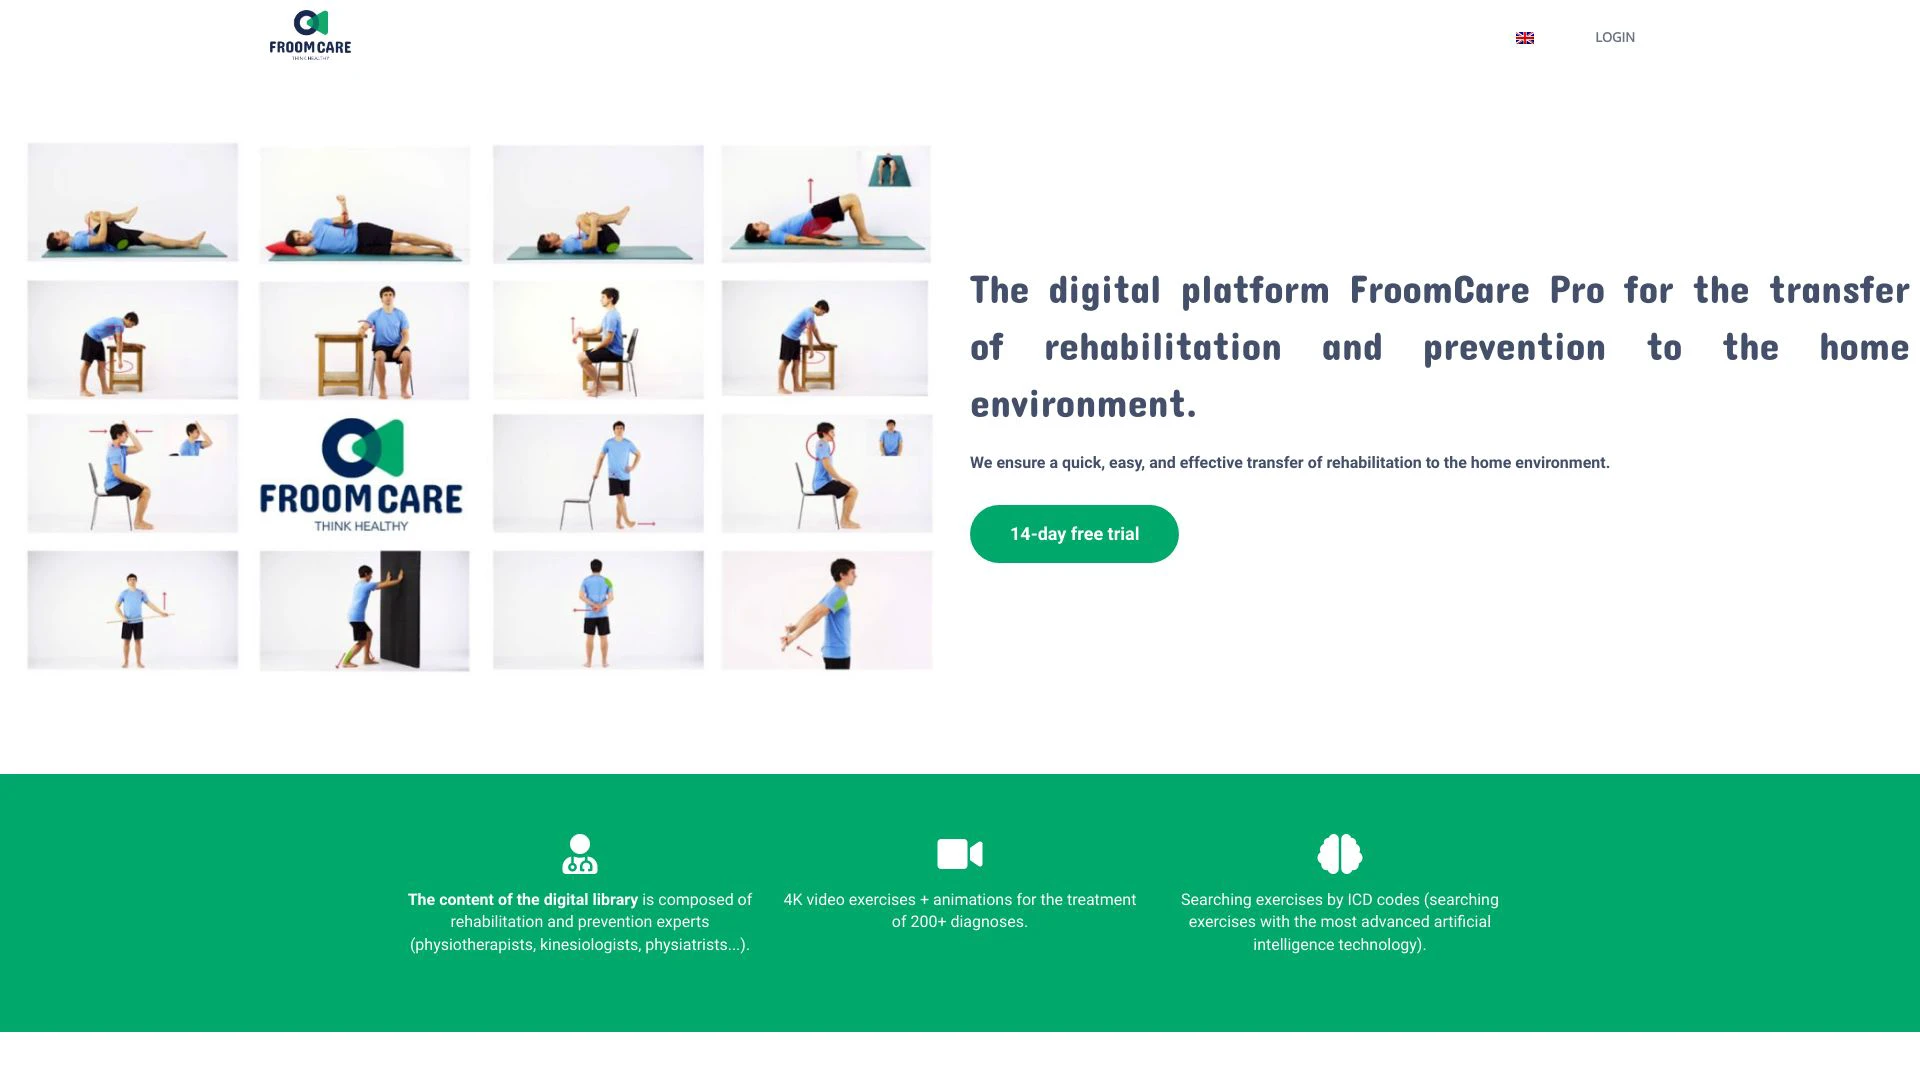 FROOMCARE
THINK HEALTHY
LOGIN
FROOMCARE
THINK HEALTHY
The digital platform FroomCare Pro for the transfer
of rehabilitation and prevention to the home
environment.
We ensure a quick, easy, and effective transfer of rehabilitation to the home environment.
14-day free trial
The content of the digital library is composed of
rehabilitation and prevention experts
(physiotherapists, kinesiologists, physiatrists...).
4K video exercises + animations for the treatment
of 200+ diagnoses.
Searching exercises by ICD codes (searching
exercises with the most advanced artificial
intelligence technology).